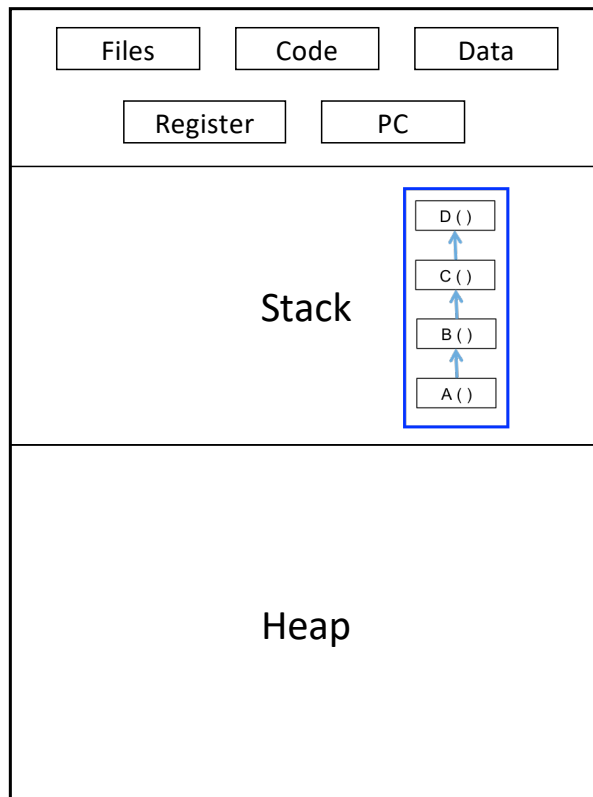 Files Code Data
Register PC
D ( )
C ( )
Stack
B ( )
A ( )
Heap